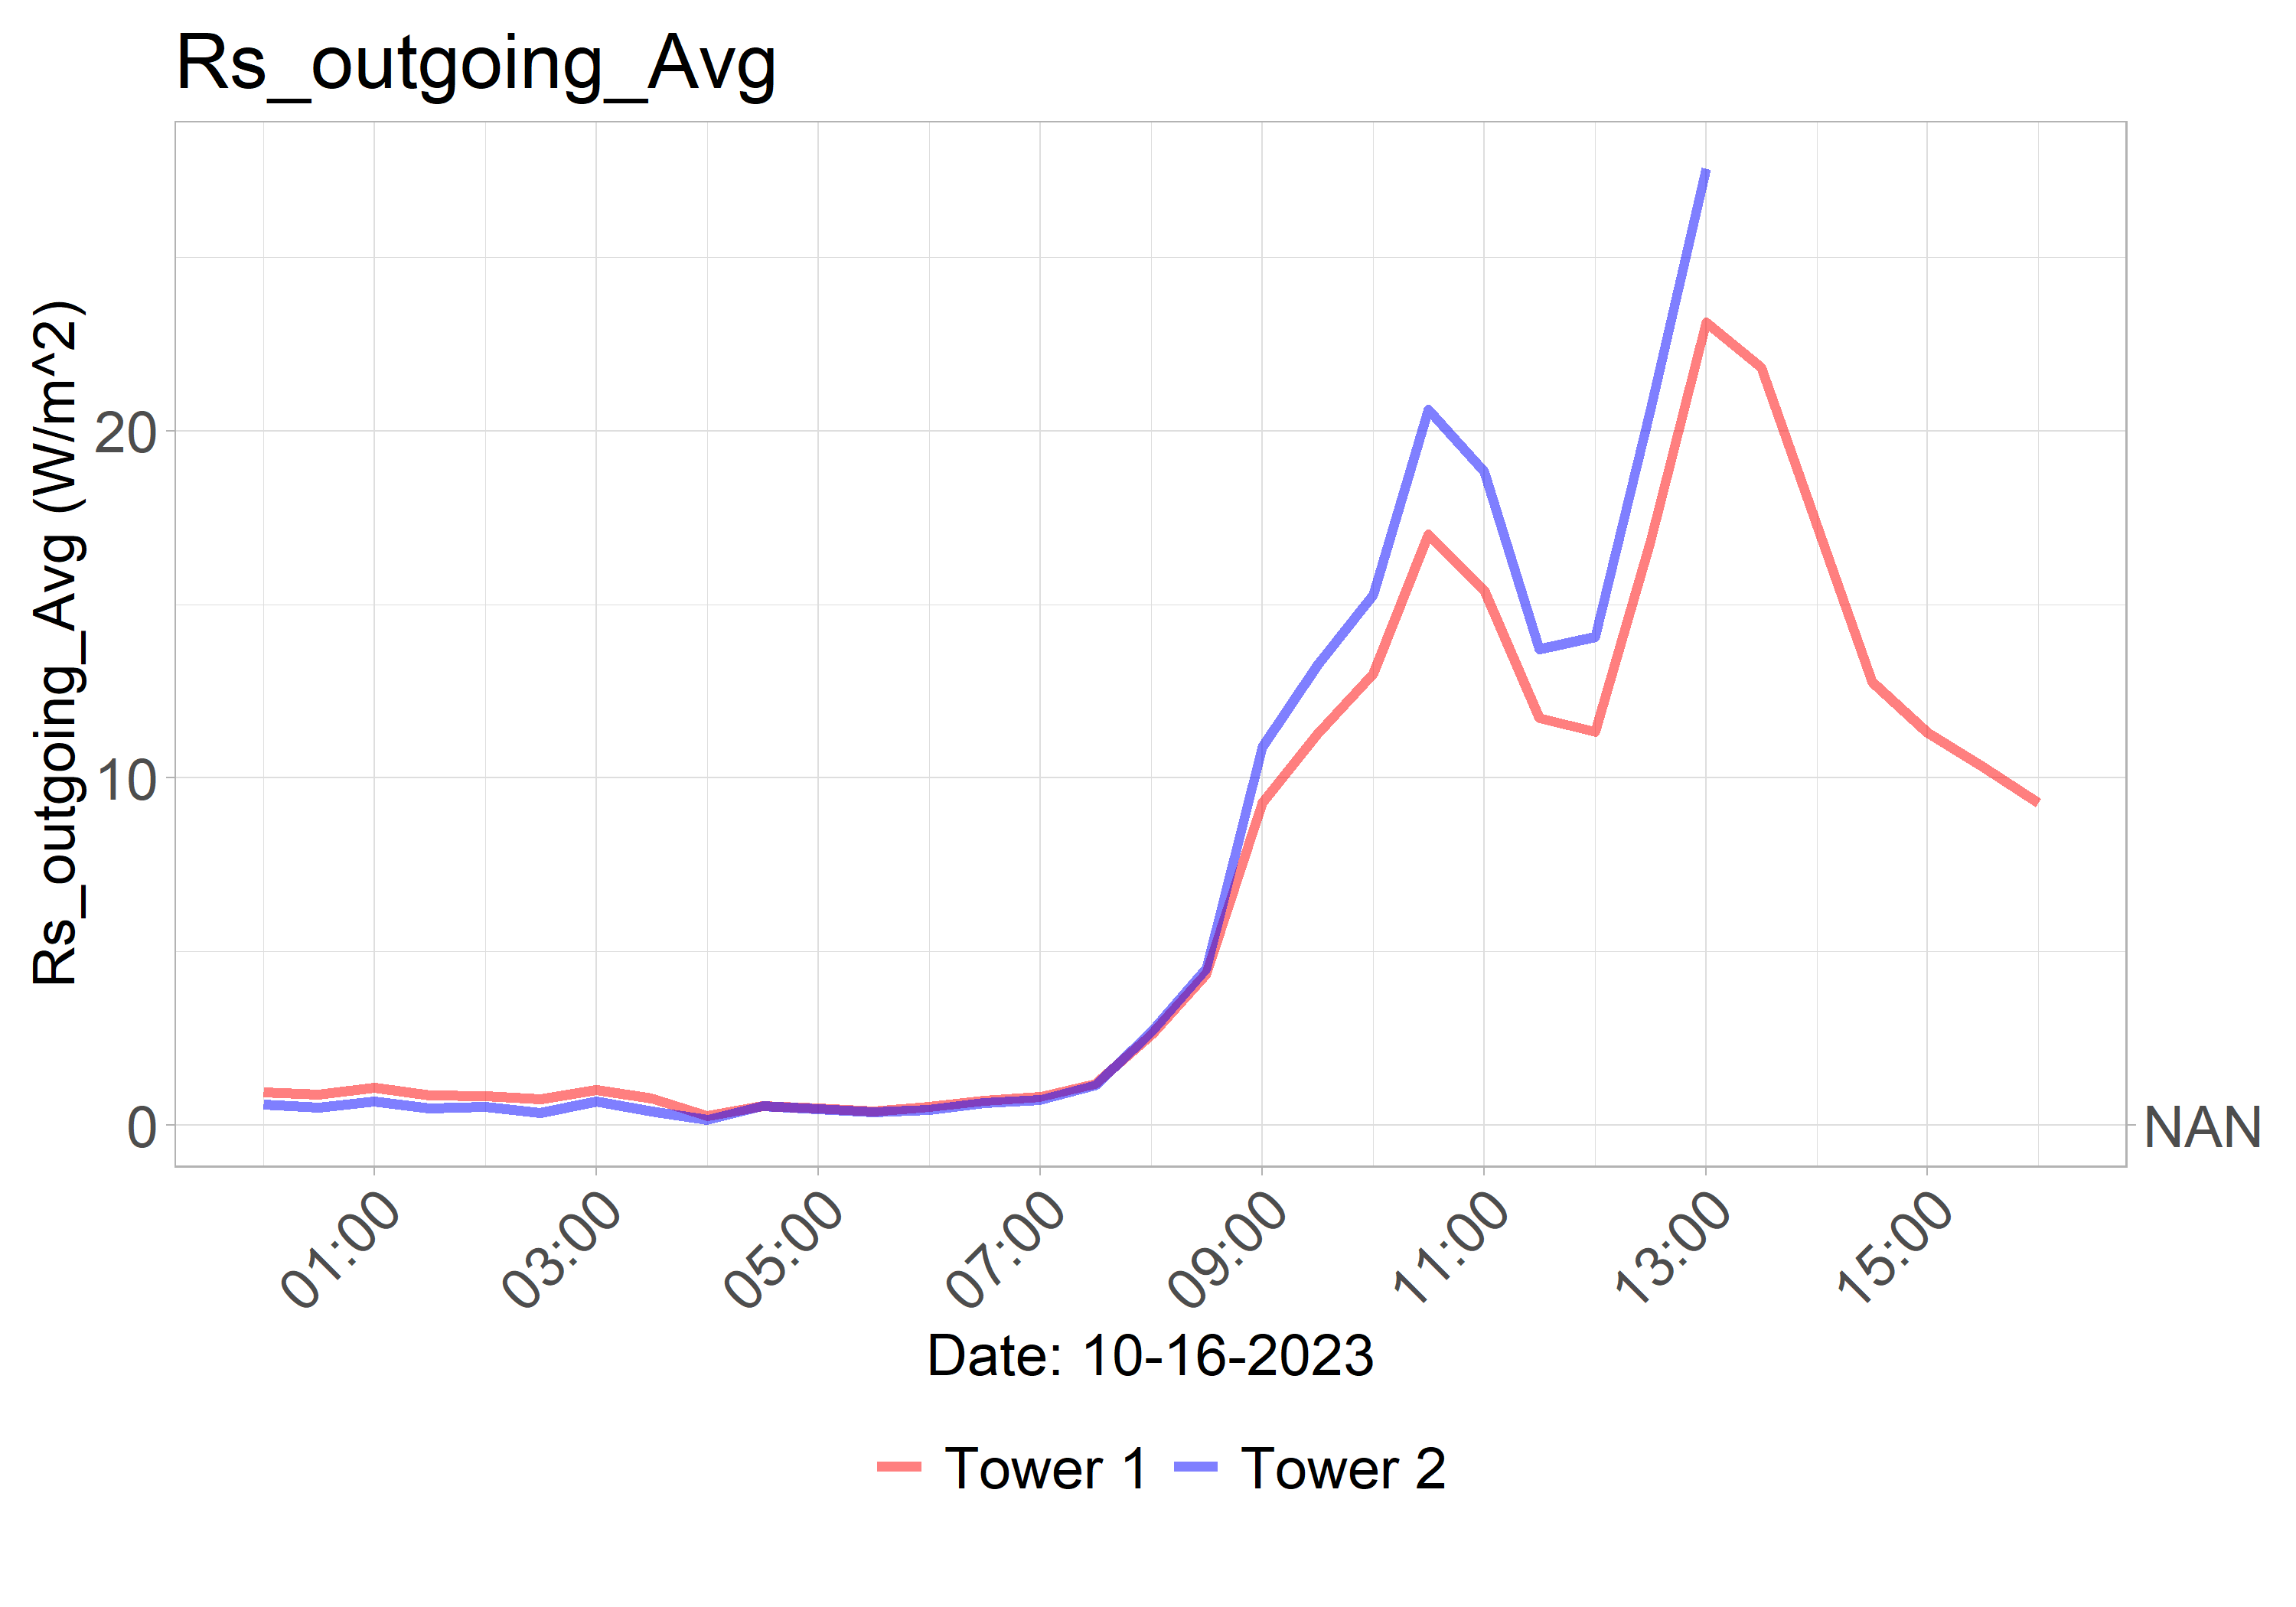 Rs_outgoing_Avg
Rs_outgoing_Avg (W/m^2)
20
10
0
NAN
01:00
03:00
05:00
07:00
09:00
11:00
13:00
15:00
Date: 10-16-2023
Tower 1
Tower 2